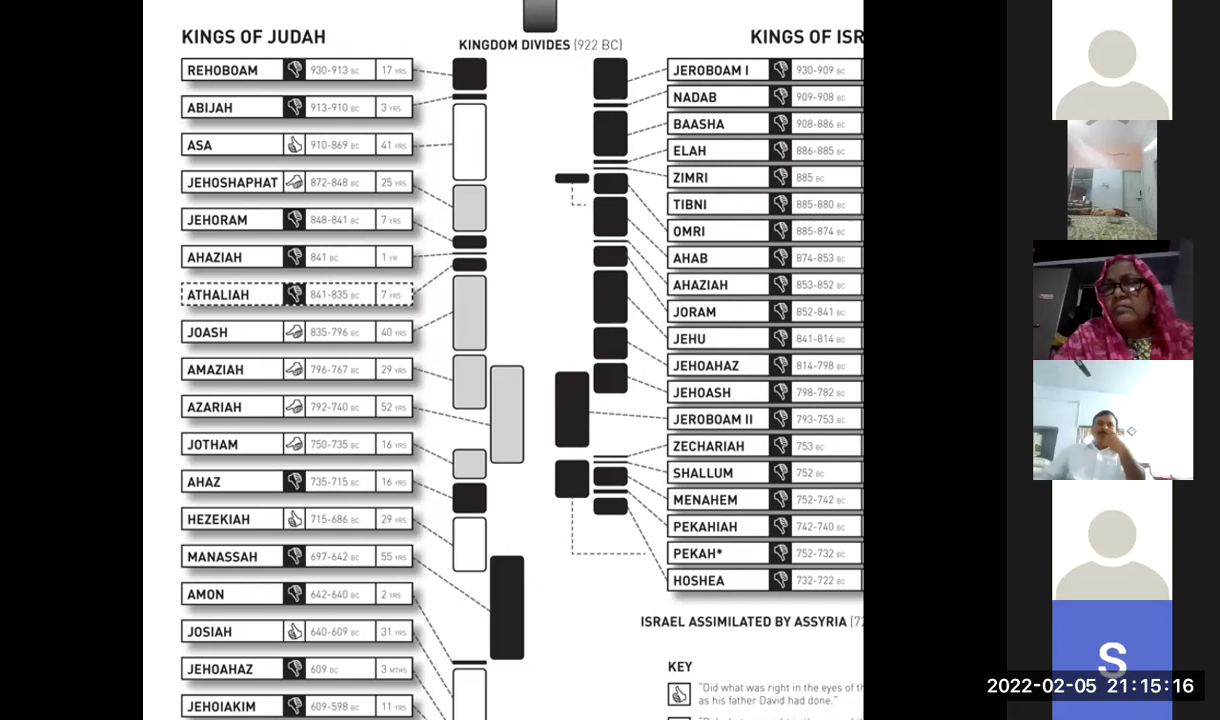 KINGS OF JUDAH
REHOBOAM 930-913 BC 17 YRS
ABIJAH 913-910 BC 3 YRS
ASA 910-869 BC 41 YRS
JEHOSHAPHAT 872-848 BC 25 YRS
JEHORAM 848-841 BC 7 YRS
AHAZIAH 841 BC 1 YR
ATHALIAH 841-835 BC 7 YRS
JOASH 835-796 BC 40 YRS
AMAZIAH 796-767 BC 29 YRS
AZARIAH 792-740 BC 52 YRS
JOTHAM 750-735 BC 16 YRS
AHAZ 735-715 BC 16 YRS
HEZEKIAH 715-686 BC 29 YRS
MANASSAH 697-642 BC 55 YRS
AMON 642-640 BC 2 YRS
JOSIAH 640-609 BC 31 YRS
JEHOAHAZ 609 BC 3 MTHS
JEHOIAKIM 609-598 BC 11 YRS
KINGDOM DIVIDES (922 BC)
KINGS OF ISR
JEROBOAM I 930-909 BC
NADAB 909-908 BC
BAASHA 908-886 BC
ELAH 886-885 BC
ZIMRI 885 BC
TIBNI 885-880 BC
OMRI 885-874 BC
AHAB 874-853 BC
AHAZIAH 853-852 BC
JORAM 852-841 BC
JEHU 841-814 BC
JEHOAHAZ 814-798 BC
JEHOASH 798-782 BC
JEROBOAM II 793-753 BC
ZECHARIAH 753 BC
SHALLUM 752 BC
MENAHEM 752-742 BC
PEKAHIAH 742-740 BC
PEKAH* 752-732 BC
HOSHEA 732-722 BC
ISRAEL ASSIMILATED BY ASSYRIA (72
KEY
"Did what was right in the eyes of th
as his father David had done."
S
2022-02-05 21:15:16